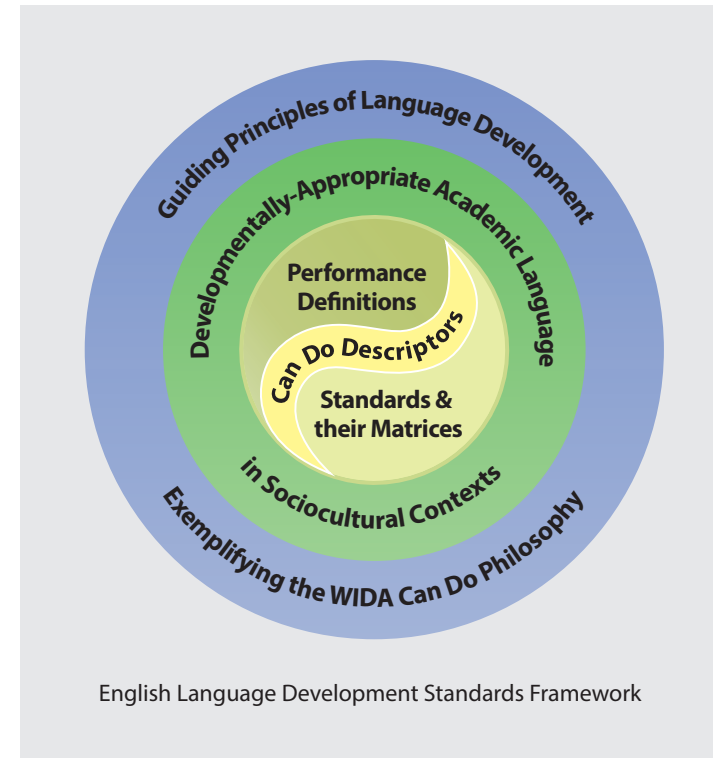 Guiding Principles of Language Development
Developmentally-Appropriate Academic Language
Performance
Definitions
Can Do Descriptors
Standards &
their Matrices
in Sociocultural Contexts
Exemplifying the WIDA Can Do Philosophy
English Language Development Standards Framework